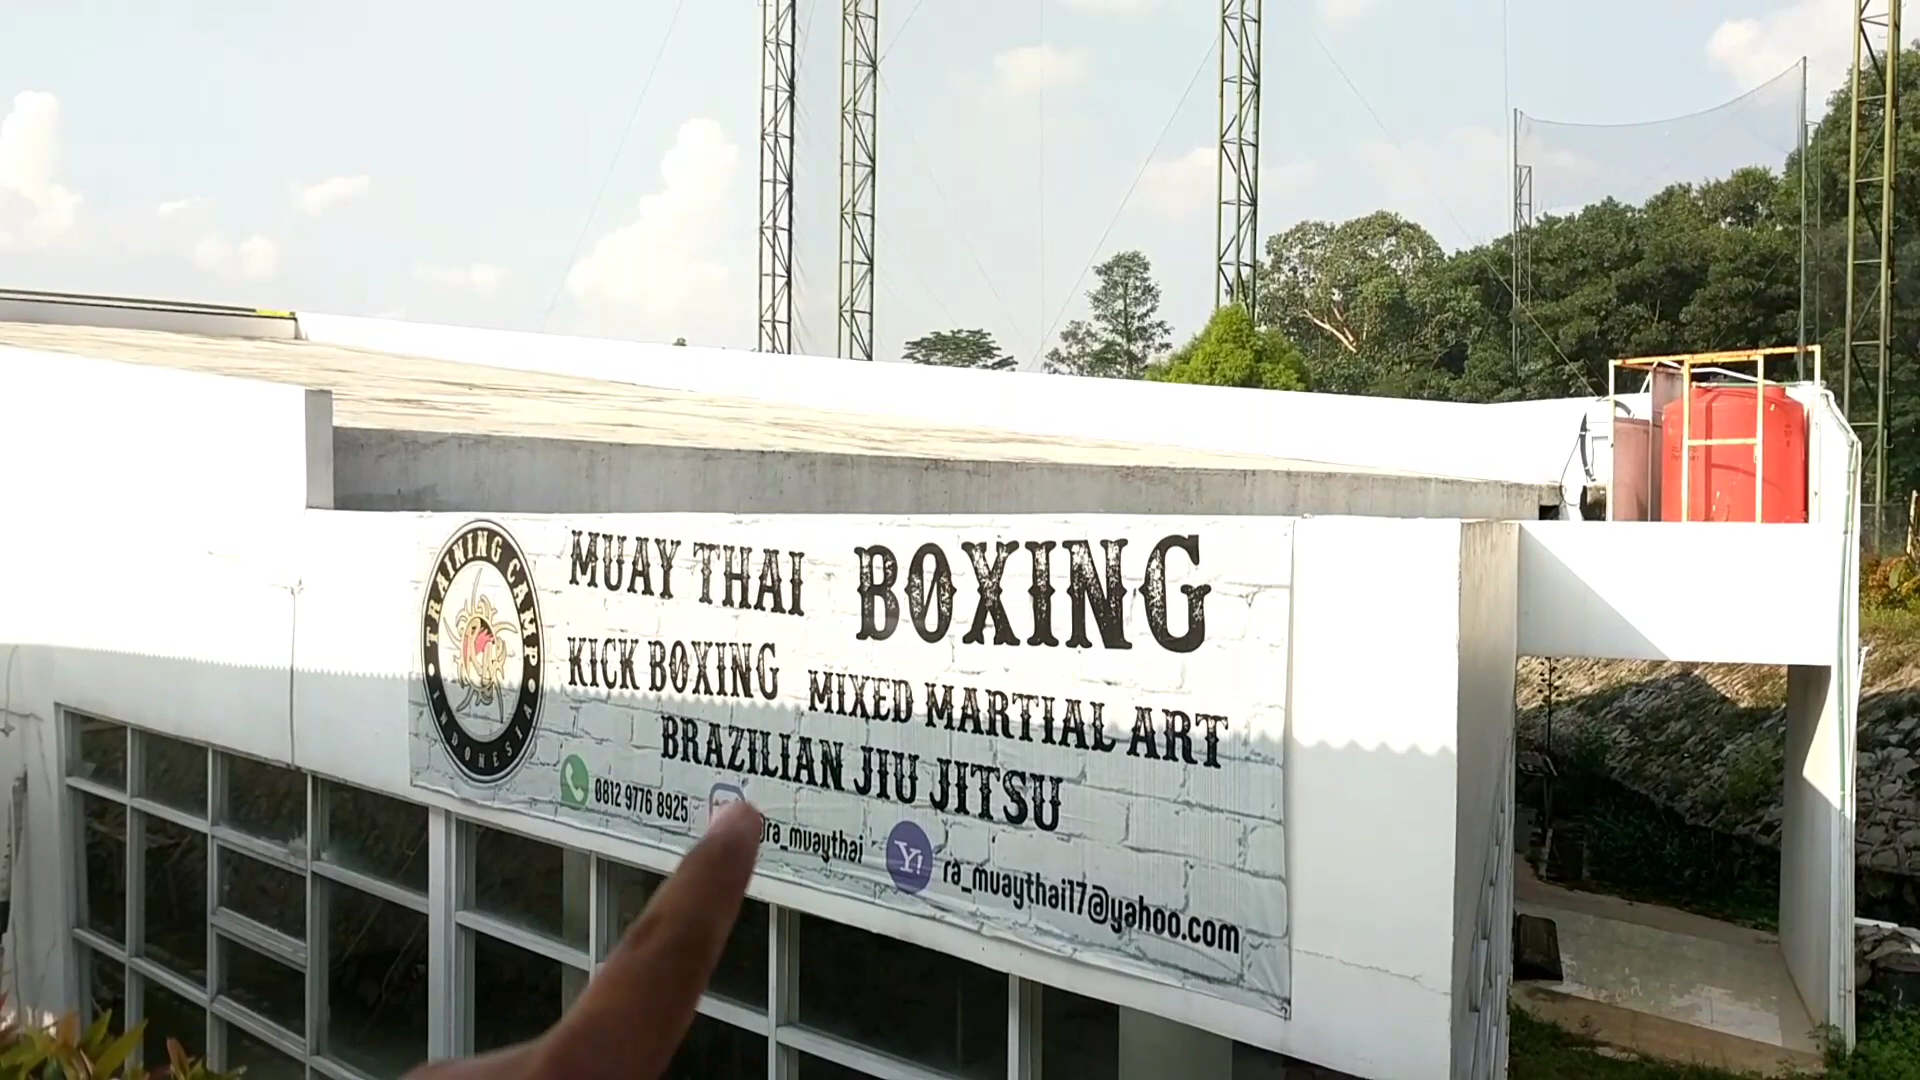 TRAINING CAMP
INDONESIA
MUAY THAI BOXING
KICK BOXING MIXED MARTIAL ART
BRAZILIAN JIU JITSU
0812 9776 8925
@ra_muaythai
Y!
ra_muaythai17@yahoo.com